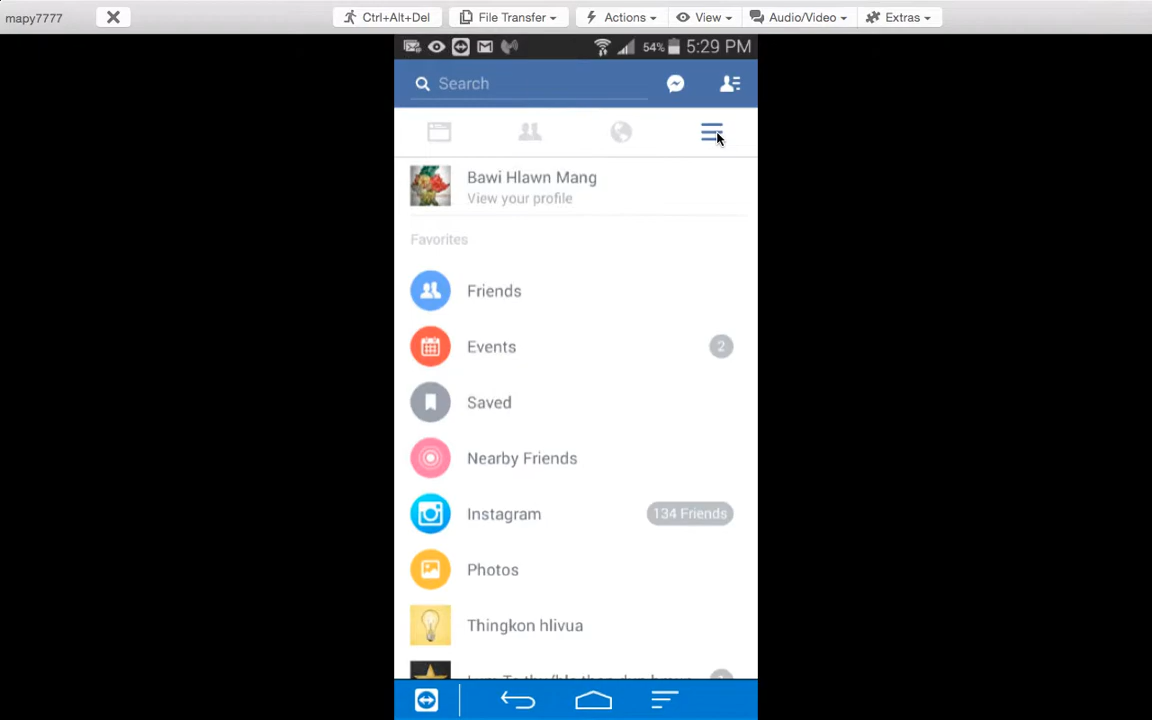 mapy7777
Ctrl+Alt+Del
File Transfer
Actions
View
Audio/Video
Extras
54% 5:29 PM
Search
Bawi Hlawn Mang
View your profile
Favorites
Friends
Events 2
Saved
Nearby Friends
Instagram 134 Friends
Photos
Thingkon hlivua